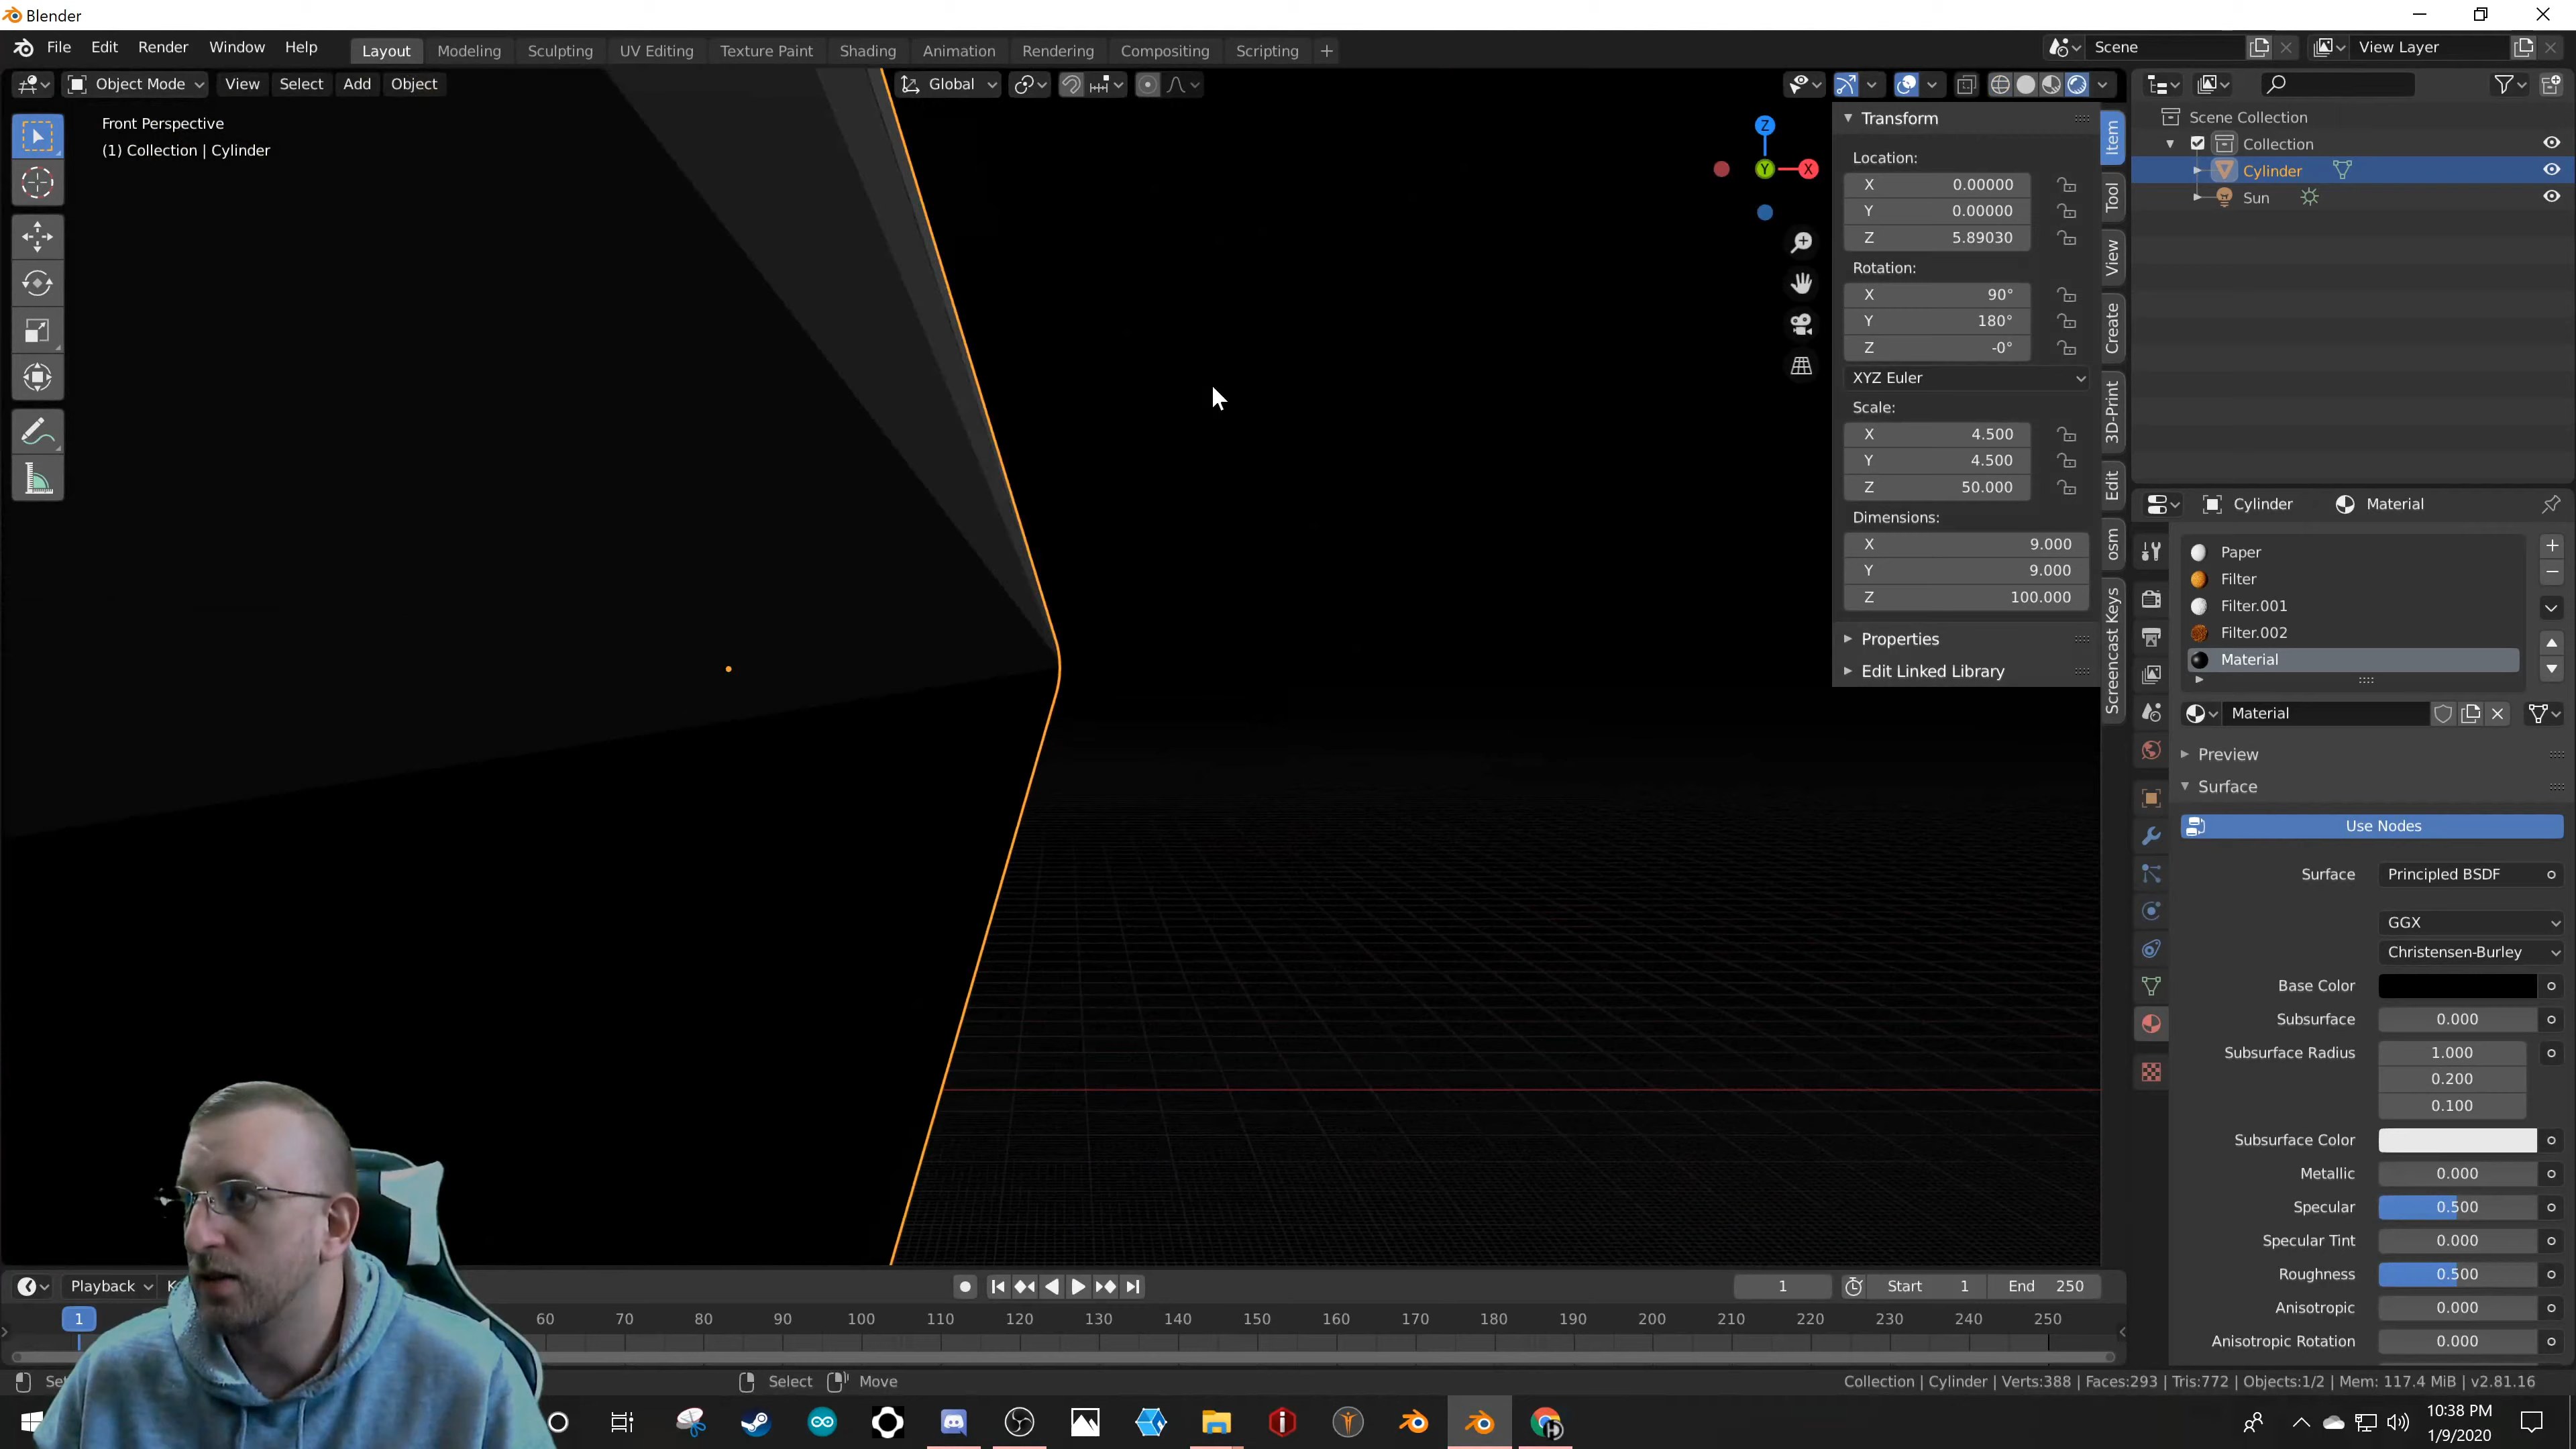 Blender
File Edit Render Window Help Layout Modeling Sculpting UV Editing Texture Paint Shading Animation Rendering Compositing Scripting + Scene View Layer
Object Mode View Select Add Object Global
Front Perspective
(1) Collection | Cylinder
Z
Y
X
Transform
Location:
X 0.00000
Y 0.00000
Z 5.89030
Rotation:
X 90°
Y 180°
Z -0°
XYZ Euler
Scale:
X 4.500
Y 4.500
Z 50.000
Dimensions:
X 9.000
Y 9.000
Z 100.000
Properties
Edit Linked Library
Item
Tool
View
Create
3D-Print
Edit
osm
Screencast Keys
Scene Collection
Collection
Cylinder
Sun
Cylinder Material
Paper
Filter
Filter.001
Filter.002
Material
Material
Preview
Surface
Use Nodes
Surface Principled BSDF
GGX
Christensen-Burley
Base Color
Subsurface 0.000
Subsurface Radius 1.000
0.200
0.100
Subsurface Color
Metallic 0.000
Specular 0.500
Specular Tint 0.000
Roughness 0.500
Anisotropic 0.000
Anisotropic Rotation 0.000
Playback 1 Start 1 End 250
1 60 70 80 90 100 110 120 130 140 150 160 170 180 190 200 210 220 230 240 250
Select Move Collection | Cylinder | Verts:388 | Faces:293 | Tris:772 | Objects:1/2 | Mem: 117.4 MiB | v2.81.16
10:38 PM
1/9/2020